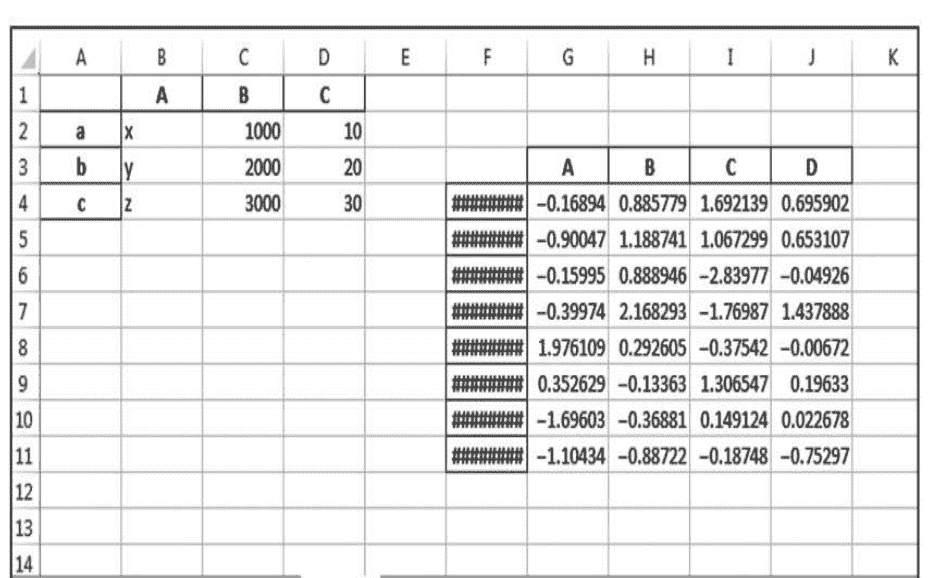 A B C D E F G H I J K
1 A B C
2 a x 1000 10
3 b y 2000 20 A B C D
4 c z 3000 30 ######### −0.16894 0.885779 1.692139 0.695902
5 ######### −0.90047 1.188741 1.067299 0.653107
6 ######### −0.15995 0.888946 −2.83977 −0.04926
7 ######### −0.39974 2.168293 −1.76987 1.437888
8 ######### 1.976109 0.292605 −0.37542 −0.00672
9 ######### 0.352629 −0.13363 1.306547 0.19633
10 ######### −1.69603 −0.36881 0.149124 0.022678
11 ######### −1.10434 −0.88722 −0.18748 −0.75297
12
13
14